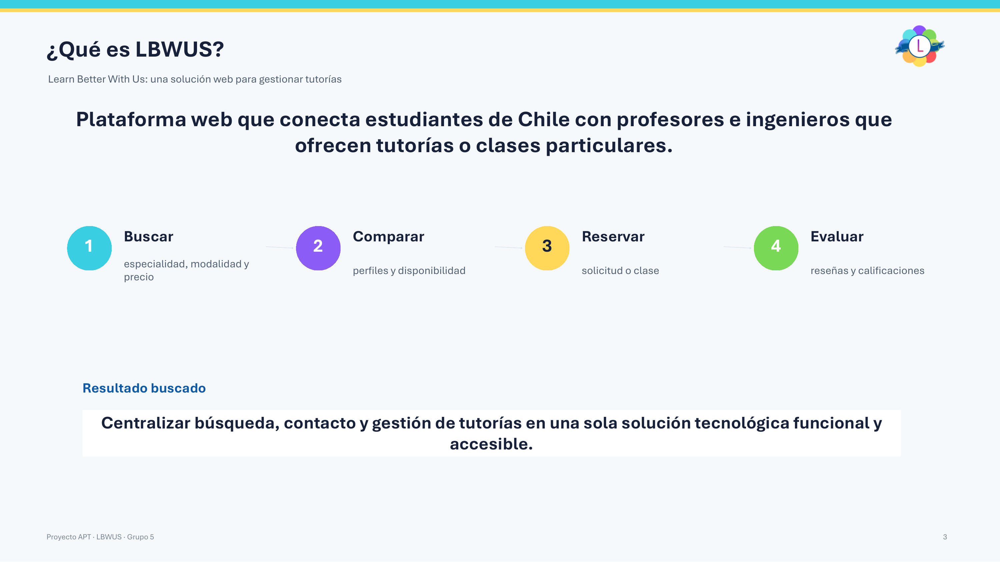 ¿Qué es LBWUS?
L
Learn Better With Us: una solución web para gestionar tutorías
Plataforma web que conecta estudiantes de Chile con profesores e ingenieros que
ofrecen tutorías o clases particulares.
1
Buscar
especialidad, modalidad y
precio
2
Comparar
perfiles y disponibilidad
3
Reservar
solicitud o clase
4
Evaluar
reseñas y calificaciones
Resultado buscado
Centralizar búsqueda, contacto y gestión de tutorías en una sola solución tecnológica funcional y
accesible.
Proyecto APT · LBWUS · Grupo 5
3